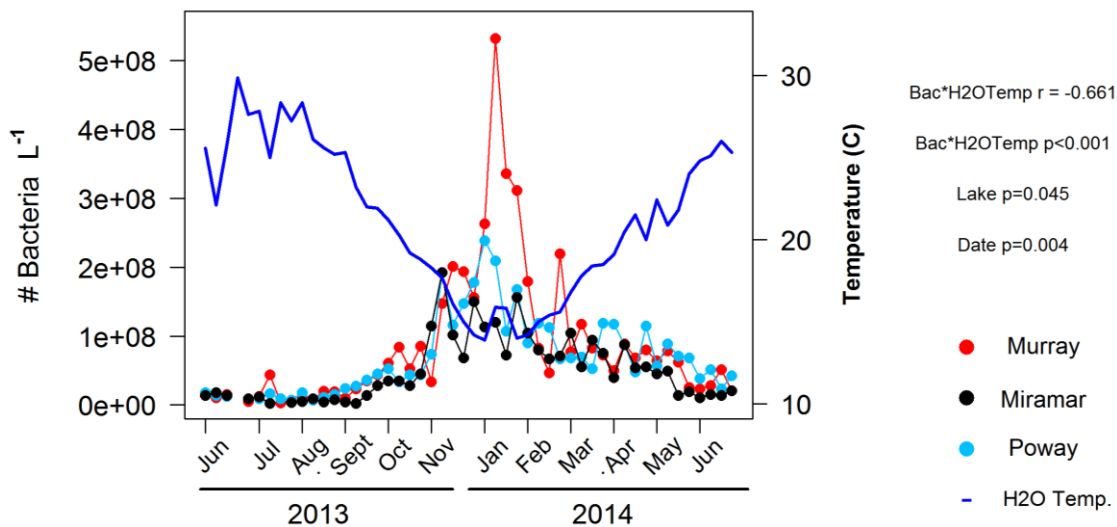 # Bacteria L⁻¹
5e+08
4e+08
3e+08
2e+08
1e+08
0e+00
30
20
10
Temperature (C)
Jun
Jul
Aug
.
Sept
Oct
Nov
Jan
Feb
Mar
.
Apr
May
Jun
2013
2014
Bac*H2OTemp r = -0.661
Bac*H2OTemp p<0.001
Lake p=0.045
Date p=0.004
Murray
Miramar
Poway
H2O Temp.